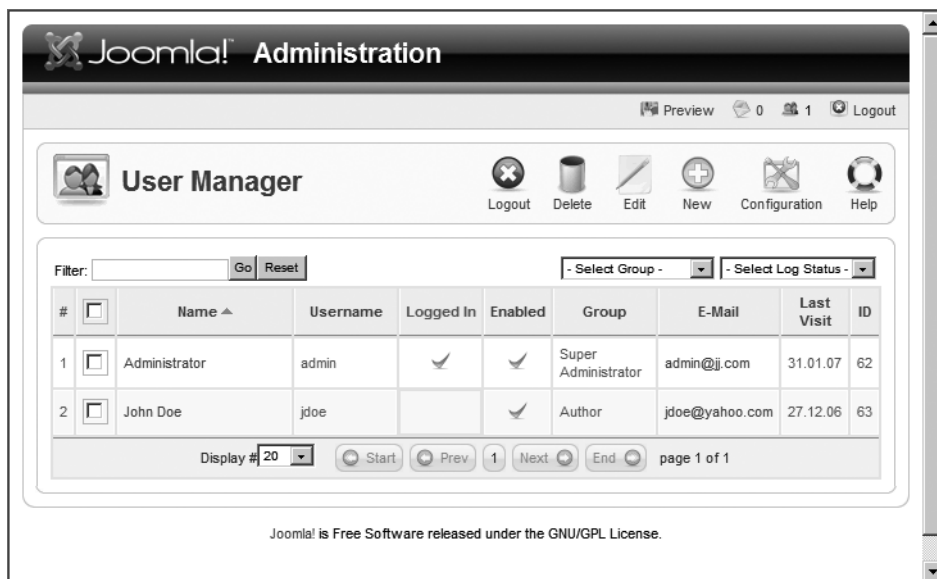 Joomla! Administration
Preview 0 1 Logout
User Manager
Logout Delete Edit New Configuration Help
Filter: Go Reset - Select Group - - Select Log Status -
# Name Username Logged In Enabled Group E-Mail Last Visit ID
1 Administrator admin Super Administrator admin@jj.com 31.01.07 62
2 John Doe jdoe Author jdoe@yahoo.com 27.12.06 63
Display # 20 Start Prev 1 Next End page 1 of 1
Joomla! is Free Software released under the GNU/GPL License.